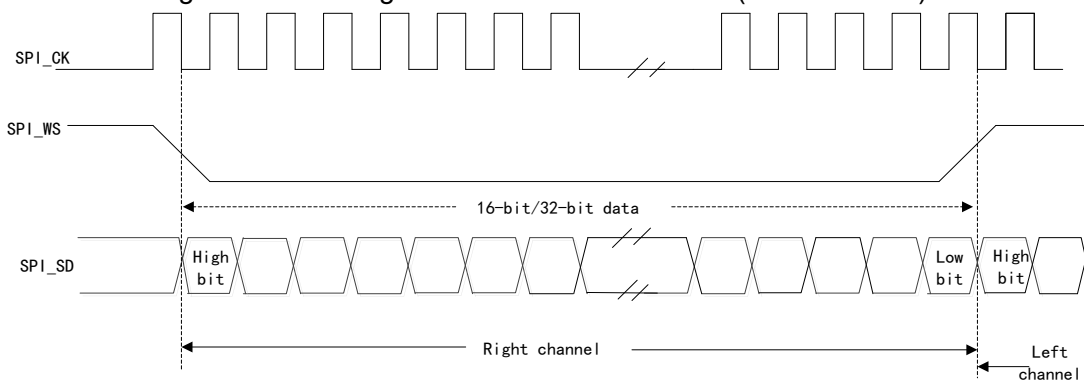 SPI_CK
SPI_WS
16-bit/32-bit data
SPI_SD
High
bit
Low
bit
High
bit
Right channel
Left
channel